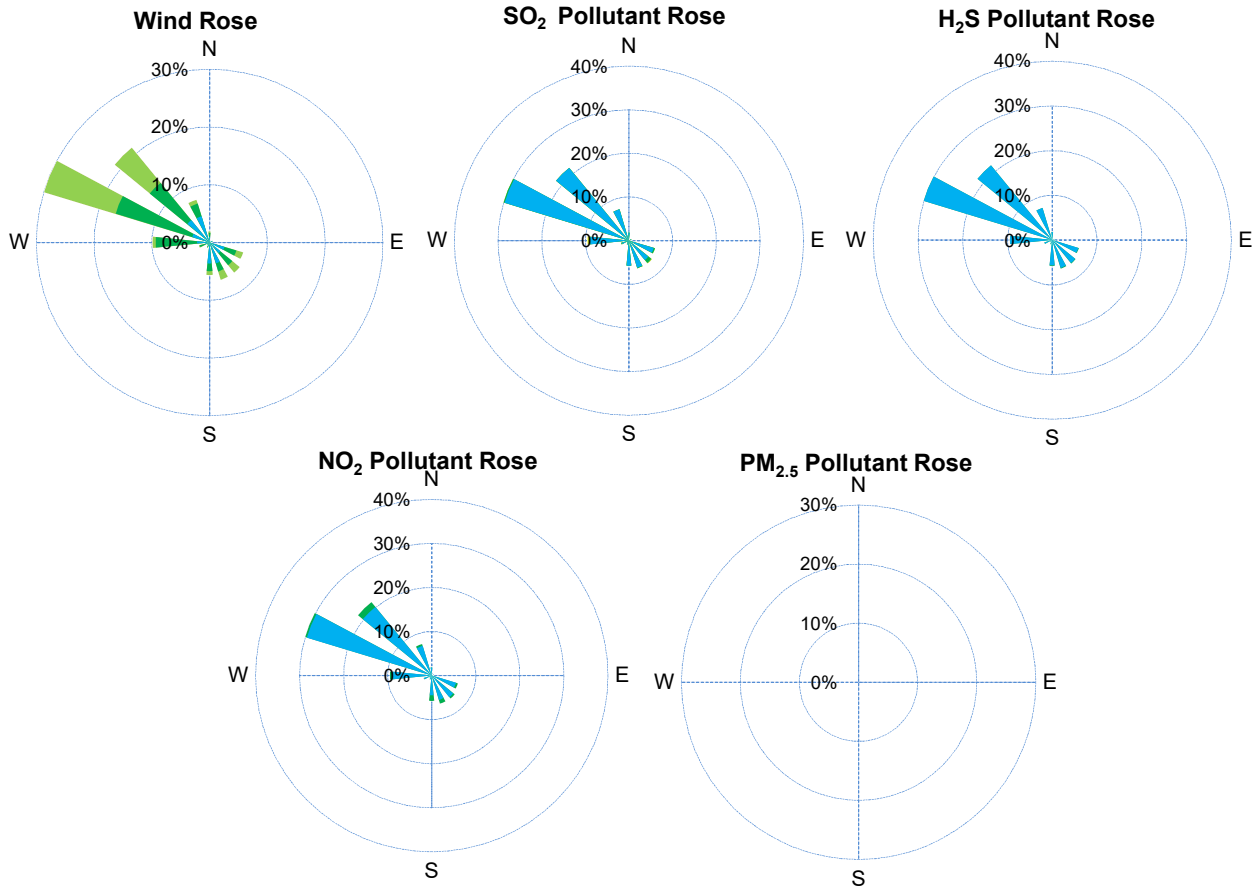 Wind Rose
N
30%
20%
10%
0%
W
E
S
SO₂ Pollutant Rose
N
40%
30%
20%
10%
0%
W
E
S
H₂S Pollutant Rose
N
40%
30%
20%
10%
0%
W
E
S
NO₂ Pollutant Rose
N
40%
30%
20%
10%
0%
W
E
S
PM₂.₅ Pollutant Rose
N
30%
20%
10%
0%
W
E
S